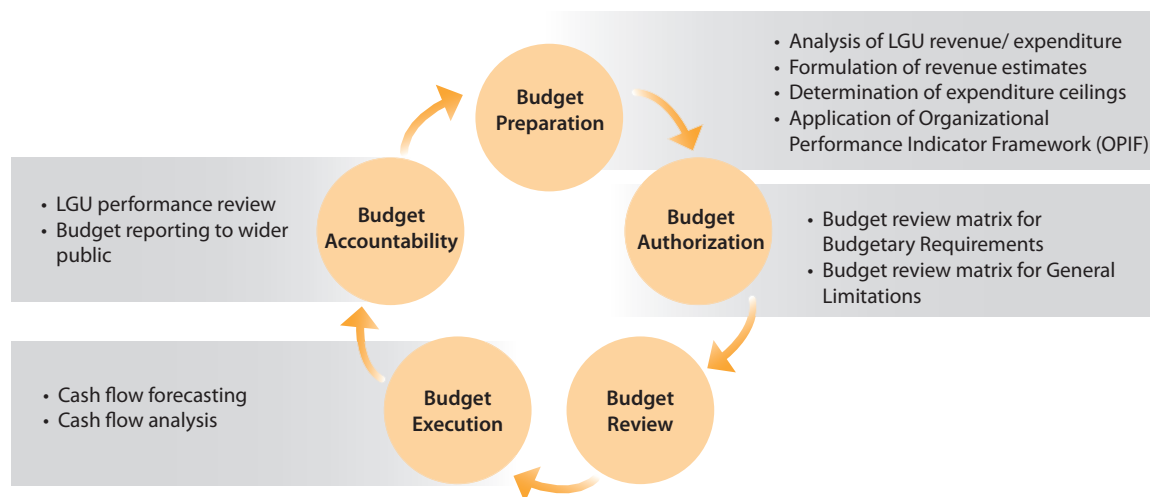 Budget
Preparation
• Analysis of LGU revenue/ expenditure
• Formulation of revenue estimates
• Determination of expenditure ceilings
• Application of Organizational
Performance Indicator Framework (OPIF)
Budget
Authorization
• Budget review matrix for
Budgetary Requirements
• Budget review matrix for General
Limitations
Budget
Review
Budget
Execution
• Cash flow forecasting
• Cash flow analysis
Budget
Accountability
• LGU performance review
• Budget reporting to wider
public